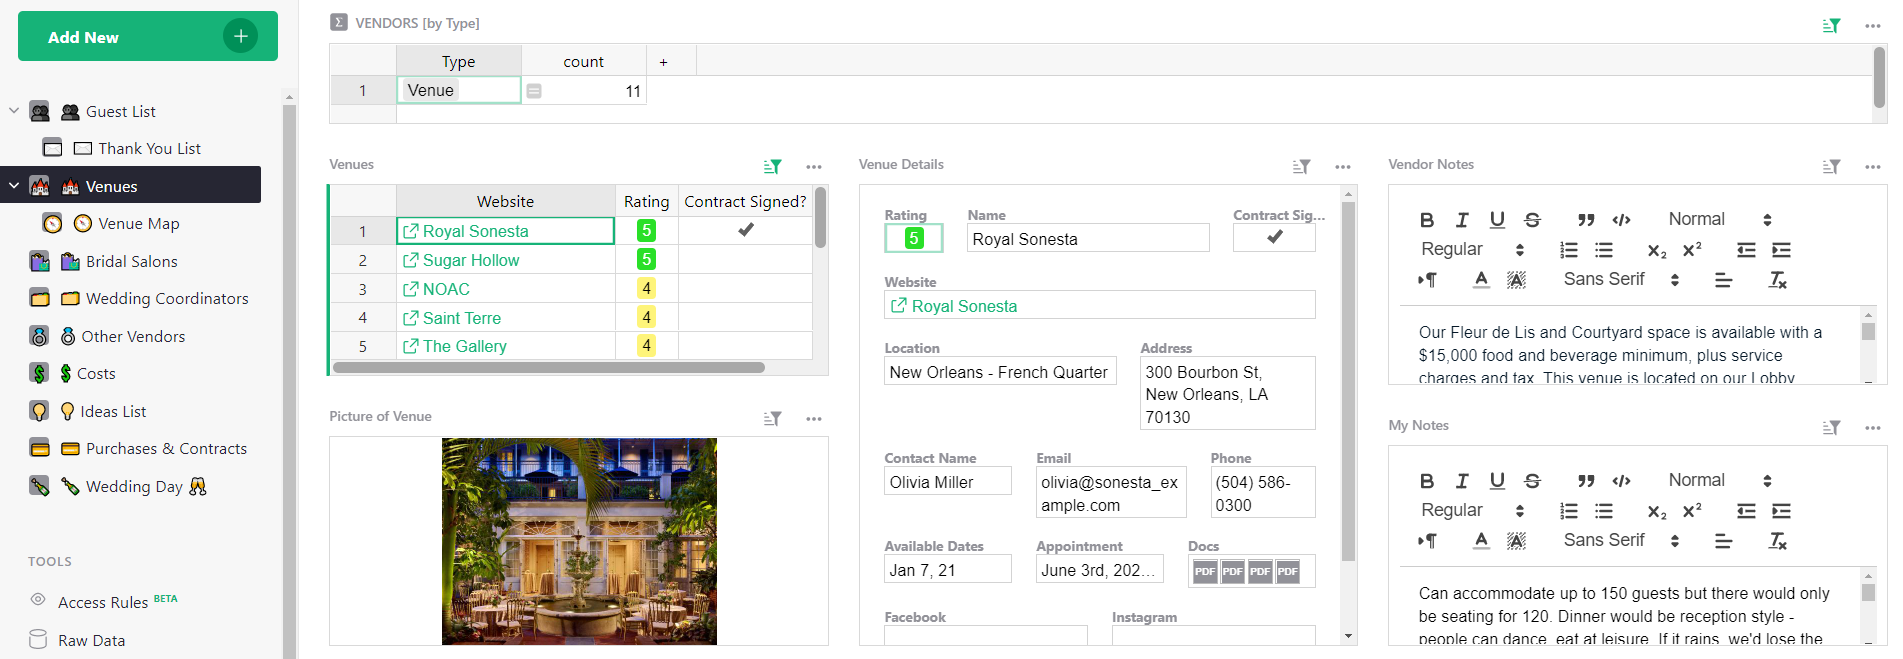 Add New
Guest List
Thank You List
Venues
Venue Map
Bridal Salons
Wedding Coordinators
Other Vendors
Costs
Ideas List
Purchases & Contracts
Wedding Day
TOOLS
Access Rules BETA
Raw Data
VENDORS [by Type]
Type count +
1 Venue 11
Venues
Website Rating Contract Signed?
1 Royal Sonesta 5
2 Sugar Hollow 5
3 NOAC 4
4 Saint Terre 4
5 The Gallery 4
Picture of Venue
Venue Details
Rating Name Contract Sig...
5 Royal Sonesta
Website
Royal Sonesta
Location Address
New Orleans - French Quarter 300 Bourbon St,
New Orleans, LA
70130
Contact Name Email Phone
Olivia Miller olivia@sonesta_ex (504) 586-
ample.com 0300
Available Dates Appointment Docs
Jan 7, 21 June 3rd, 202... PDF PDF PDF PDF
Facebook Instagram
Vendor Notes
B I U S Normal
Regular X2 X2
A A Sans Serif Tx
Our Fleur de Lis and Courtyard space is available with a
$15,000 food and beverage minimum, plus service
charges and tax. This venue is located on our Lobby
My Notes
B I U S Normal
Regular X2 X2
A A Sans Serif Tx
Can accommodate up to 150 guests but there would only
be seating for 120. Dinner would be reception style -
people can dance, eat at leisure. If it rains, we'd lose the